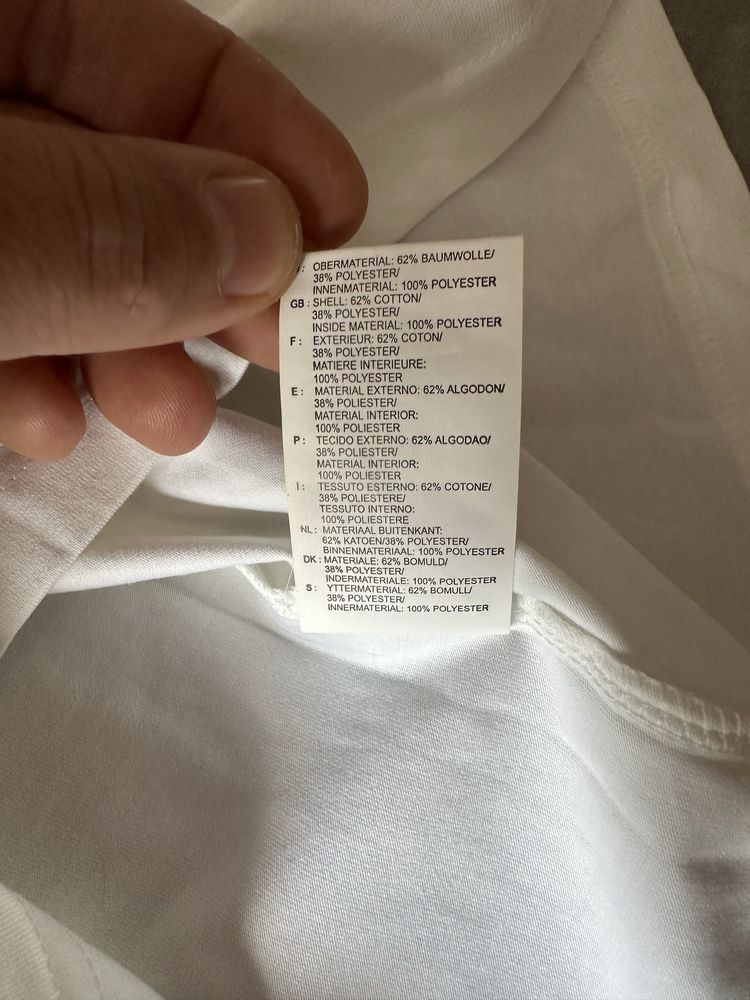 : OBERMATERIAL: 62% BAUMWOLLE/
38% POLYESTER/
INNENMATERIAL: 100% POLYESTER
GB : SHELL: 62% COTTON/
38% POLYESTER/
INSIDE MATERIAL: 100% POLYESTER
F : EXTERIEUR: 62% COTON/
38% POLYESTER/
MATIERE INTERIEURE:
100% POLYESTER
E : MATERIAL EXTERNO: 62% ALGODON/
38% POLIESTER/
MATERIAL INTERIOR:
100% POLIESTER
P : TECIDO EXTERNO: 62% ALGODAO/
38% POLIESTER/
MATERIAL INTERIOR:
100% POLIESTER
I : TESSUTO ESTERNO: 62% COTONE/
38% POLIESTERE/
TESSUTO INTERNO:
100% POLIESTERE
NL : MATERIAAL BUITENKANT:
62% KATOEN/38% POLYESTER/
BINNENMATERIAAL: 100% POLYESTER
DK : MATERIALE: 62% BOMULD/
38% POLYESTER/
INDERMATERIALE: 100% POLYESTER
S : YTTERMATERIAL: 62% BOMULL/
38% POLYESTER/
INNERMATERIAL: 100% POLYESTER